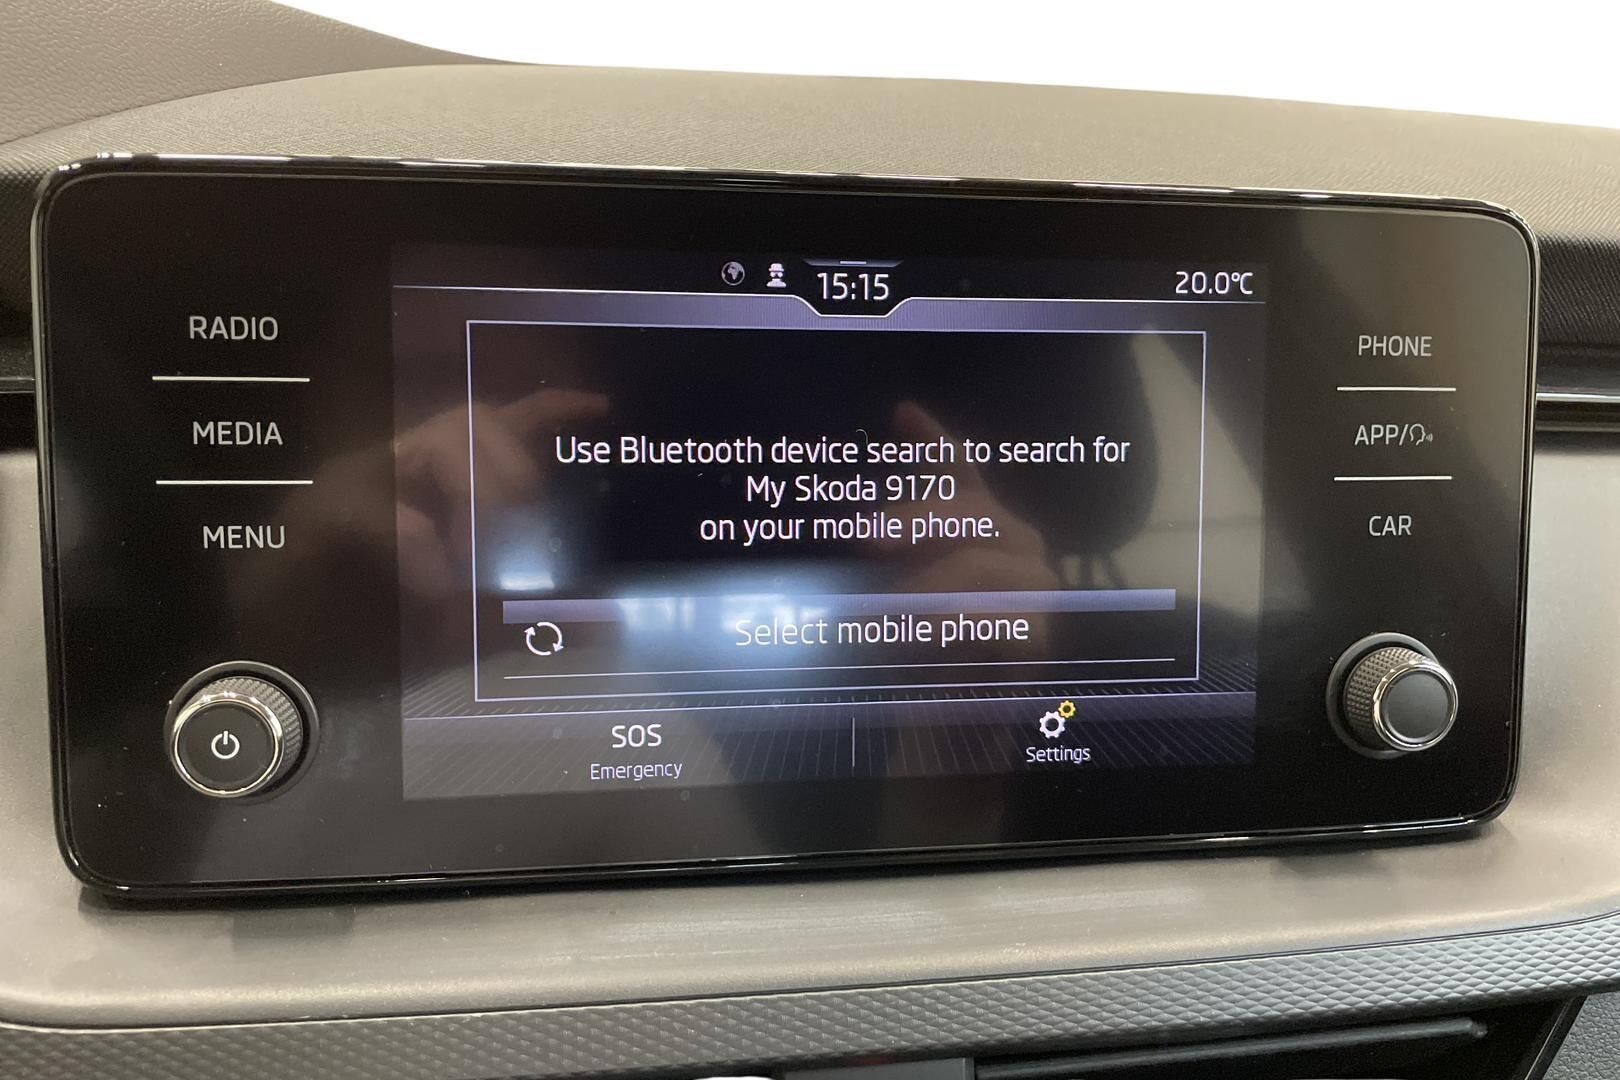 15:15
20.0°C
RADIO
MEDIA
MENU
PHONE
APP/
CAR
Use Bluetooth device search to search for
My Skoda 9170
on your mobile phone.
Select mobile phone
SOS
Emergency
Settings